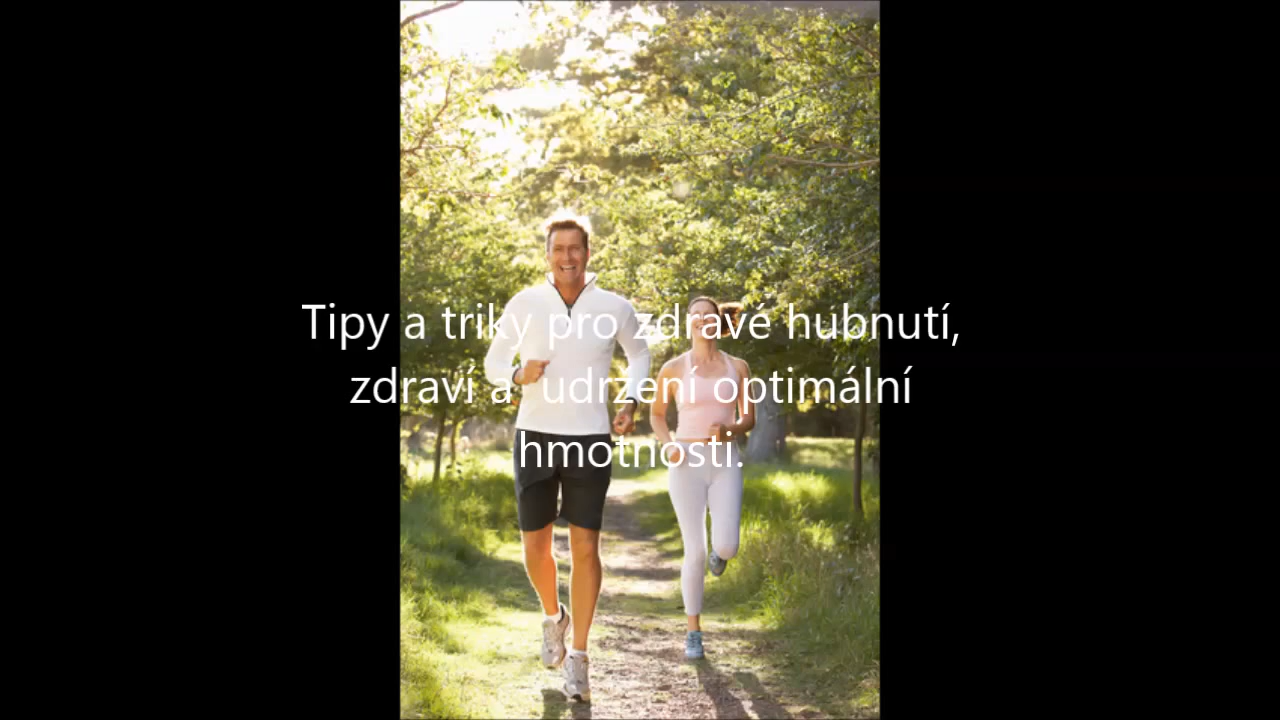 Tipy a triky pro zdravé hubnutí,
zdraví a  udržení optimální
hmotnosti.